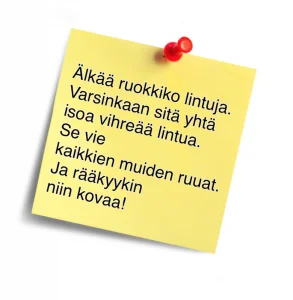 Älkää ruokkiko lintuja.
Varsinkaan sitä yhtä
isoa vihreää lintua.
Se vie
kaikkien muiden ruuat.
Ja rääkyykin
niin kovaa!